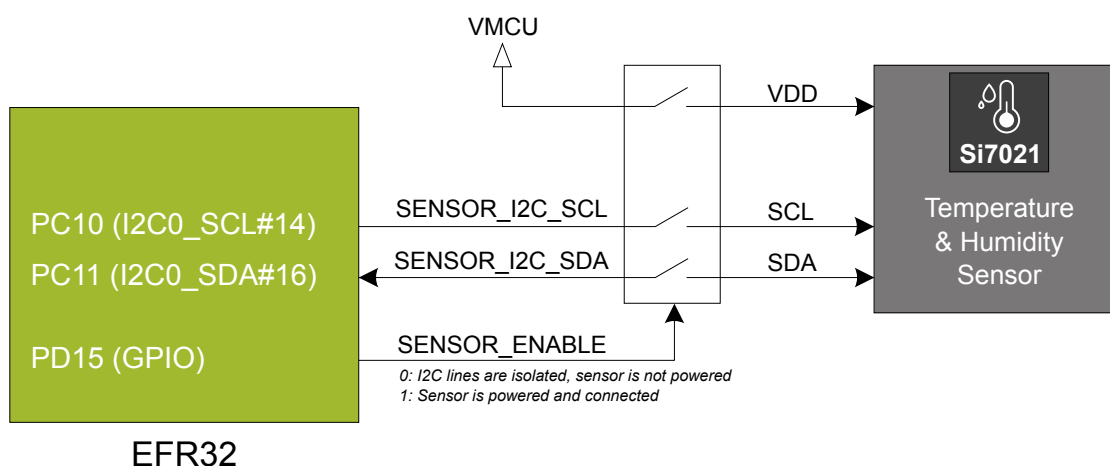 VMCU
VDD
Si7021
PC10 (I2C0_SCL#14)
SENSOR_I2C_SCL
SCL
Temperature
& Humidity
Sensor
PC11 (I2C0_SDA#16)
SENSOR_I2C_SDA
SDA
PD15 (GPIO)
SENSOR_ENABLE
0: I2C lines are isolated, sensor is not powered
1: Sensor is powered and connected
EFR32